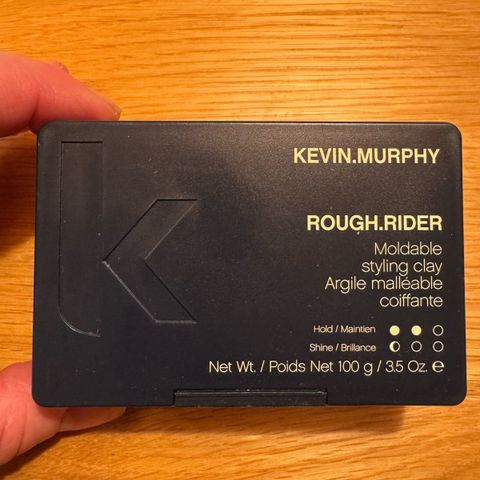 KEVIN.MURPHY
ROUGH.RIDER
Moldable
styling clay
Argile malléable
coiffante
Hold / Maintien
Shine / Brillance
Net Wt. / Poids Net 100 g / 3.5 Oz. ℮